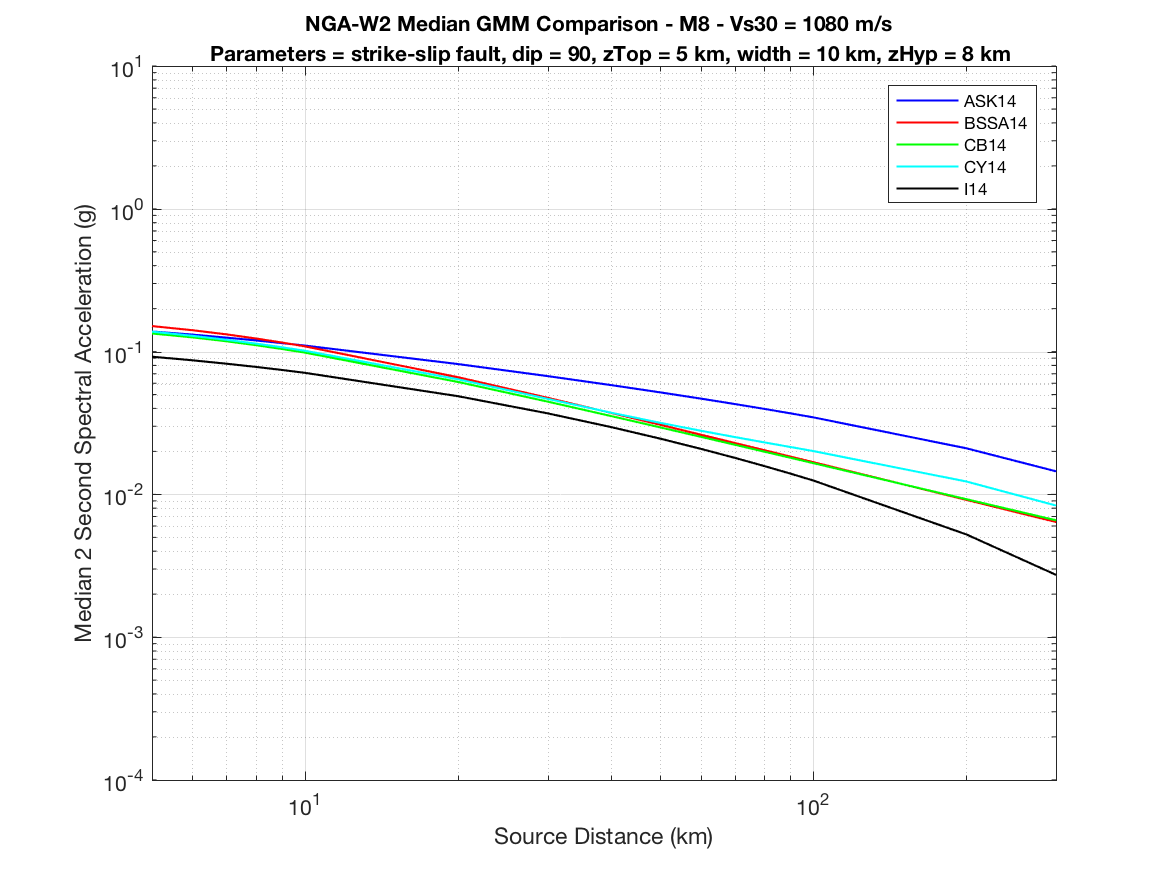 NGA-W2 Median GMM Comparison - M8 - Vs30 = 1080 m/s
Parameters = strike-slip fault, dip = 90, zTop = 5 km, width = 10 km, zHyp = 8 km
ASK14
BSSA14
CB14
CY14
I14
Median 2 Second Spectral Acceleration (g)
10^1
10^0
10^-1
10^-2
10^-3
10^-4
10^1
10^2
Source Distance (km)